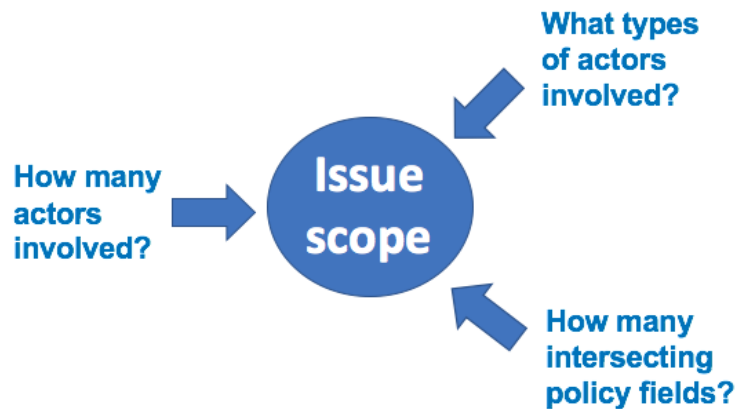 What types
of actors
involved?
Issue
scope
How many
actors
involved?
How many
intersecting
policy fields?